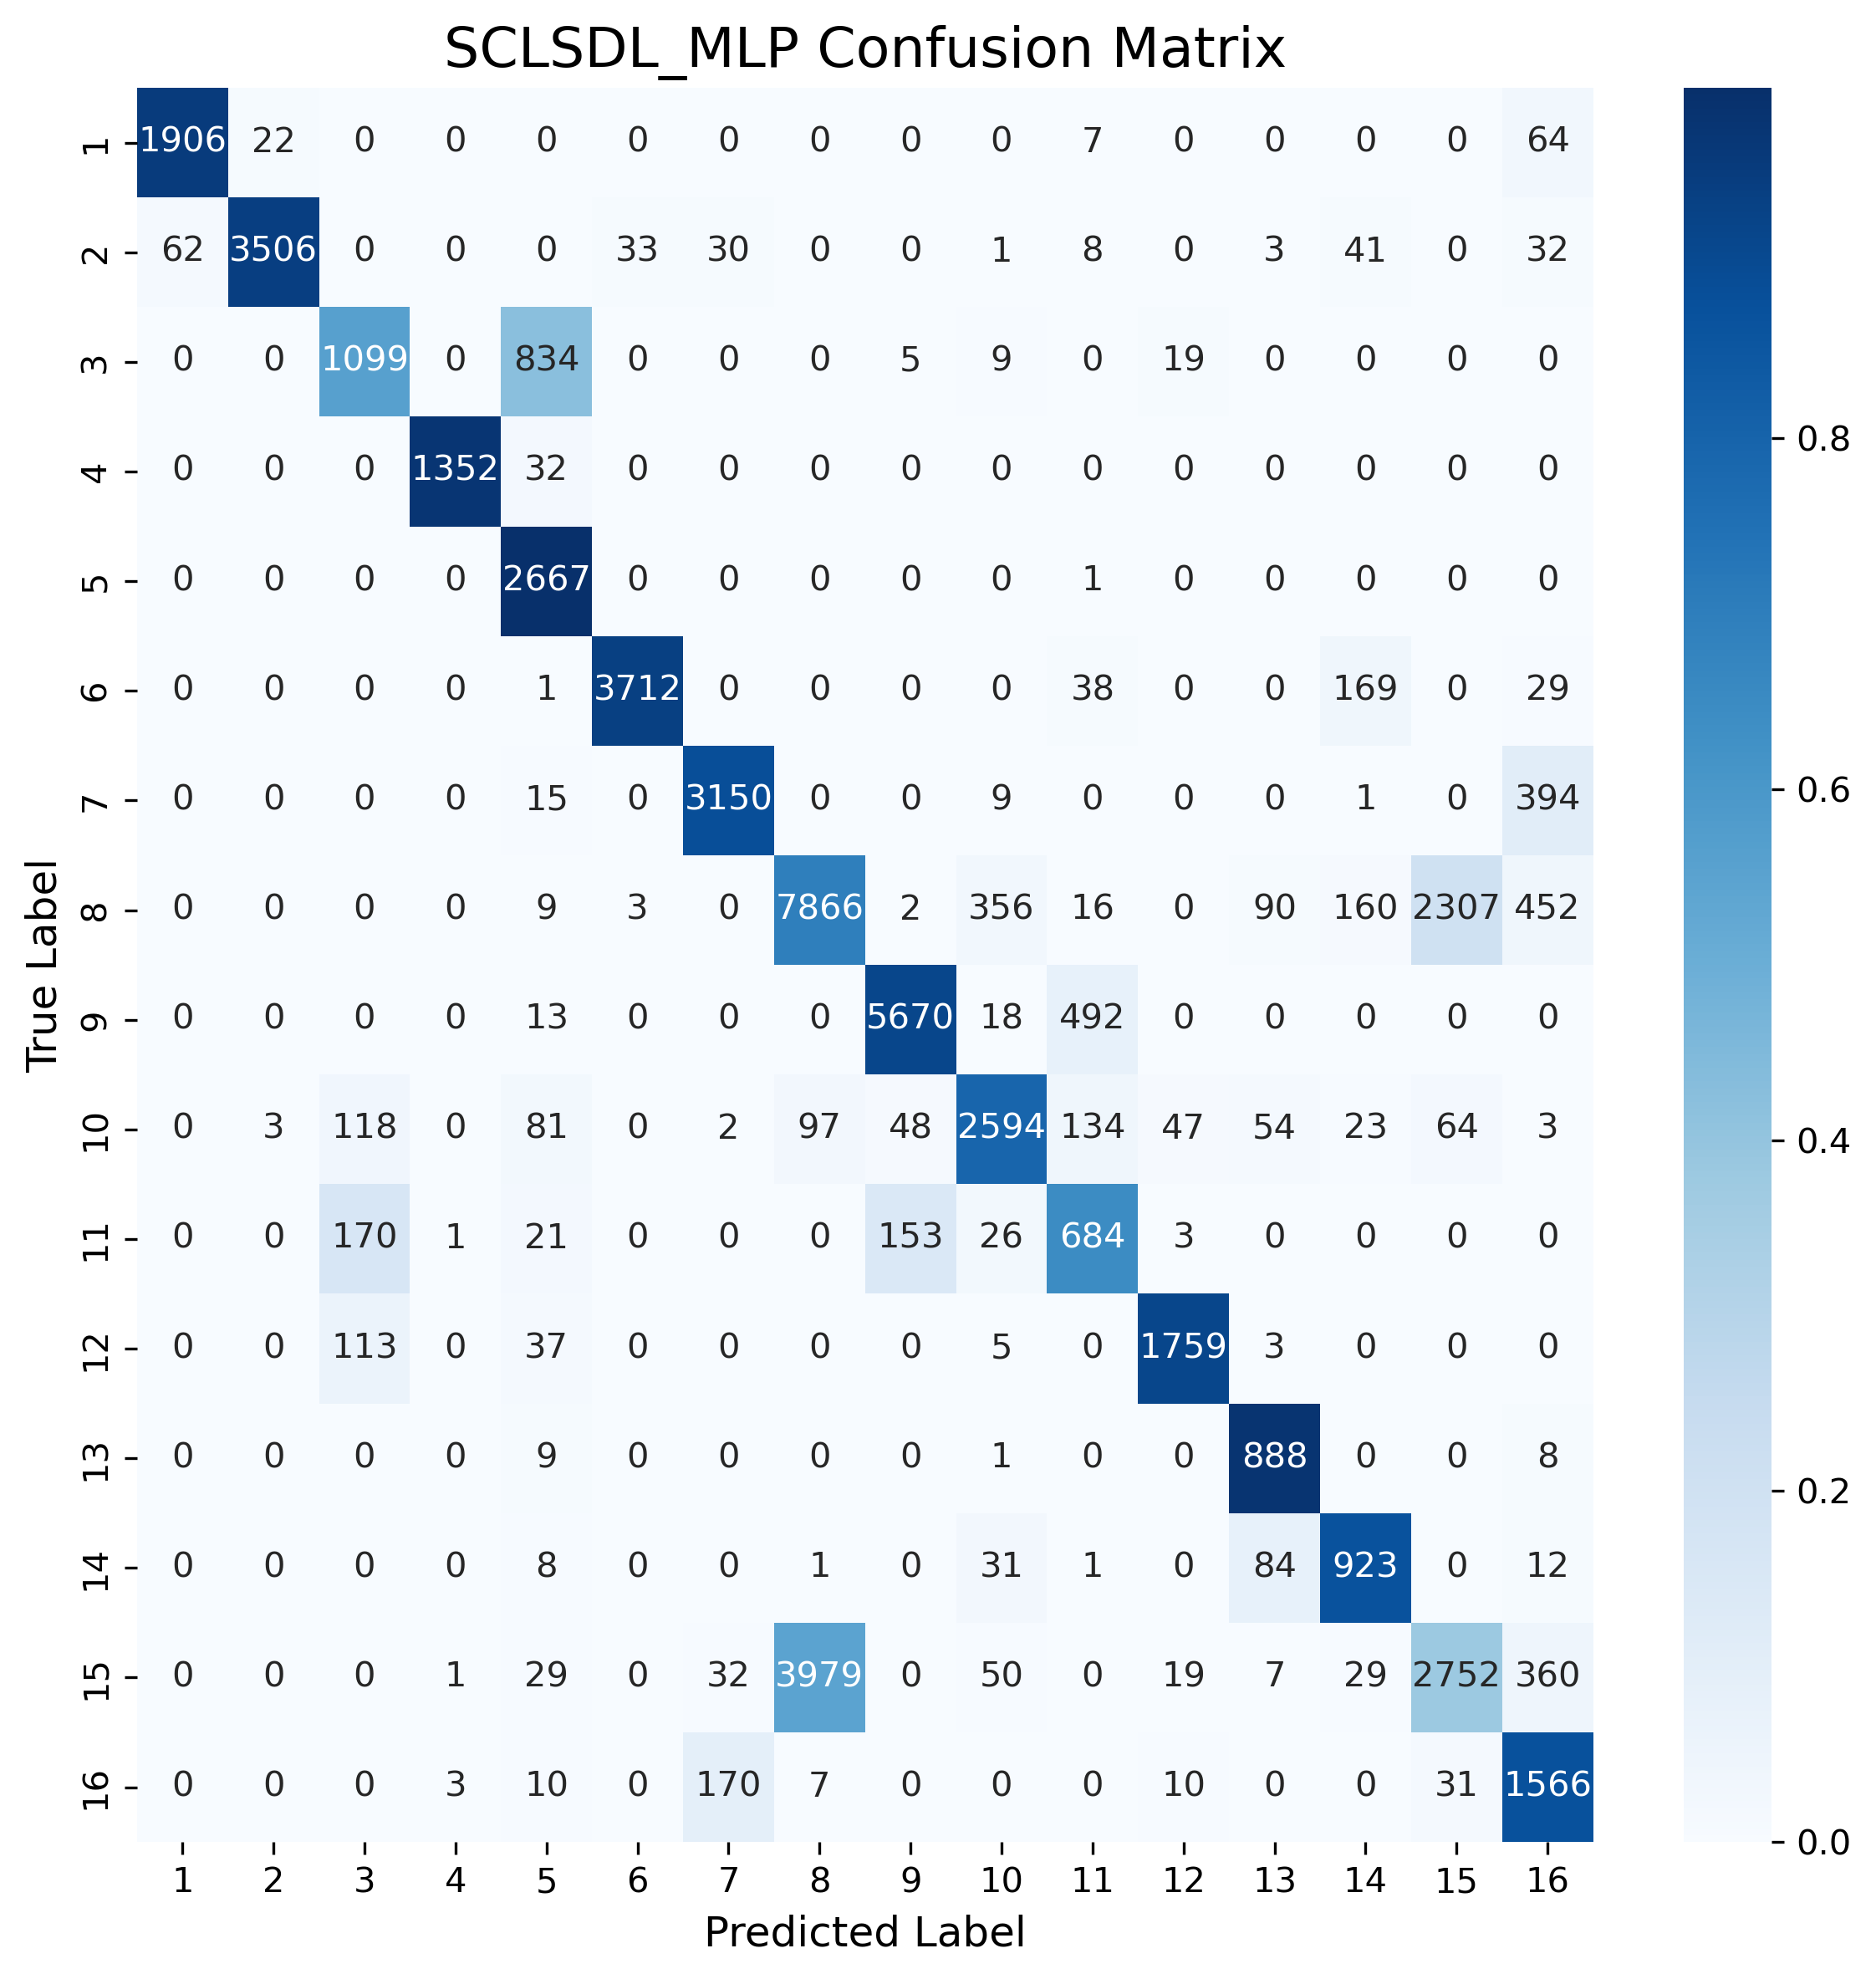 SCLSDL_MLP Confusion Matrix
1 1906 22 0 0 0 0 0 0 0 0 7 0 0 0 0 64
2 62 3506 0 0 0 33 30 0 0 1 8 0 3 41 0 32
3 0 0 1099 0 834 0 0 0 5 9 0 19 0 0 0 0
0.8
4 0 0 0 1352 32 0 0 0 0 0 0 0 0 0 0 0
5 0 0 0 0 2667 0 0 0 0 0 1 0 0 0 0 0
6 0 0 0 0 1 3712 0 0 0 0 38 0 0 169 0 29
0.6
7 0 0 0 0 15 0 3150 0 0 9 0 0 0 1 0 394
8 0 0 0 0 9 3 0 7866 2 356 16 0 90 160 2307 452
True Label
9 0 0 0 0 13 0 0 0 5670 18 492 0 0 0 0 0
10 0 3 118 0 81 0 2 97 48 2594 134 47 54 23 64 3
0.4
11 0 0 170 1 21 0 0 0 153 26 684 3 0 0 0 0
12 0 0 113 0 37 0 0 0 0 5 0 1759 3 0 0 0
13 0 0 0 0 9 0 0 0 0 1 0 0 888 0 0 8
0.2
14 0 0 0 0 8 0 0 1 0 31 1 0 84 923 0 12
15 0 0 0 1 29 0 32 3979 0 50 0 19 7 29 2752 360
16 0 0 0 3 10 0 170 7 0 0 0 10 0 0 31 1566
0.0
1 2 3 4 5 6 7 8 9 10 11 12 13 14 15 16
Predicted Label